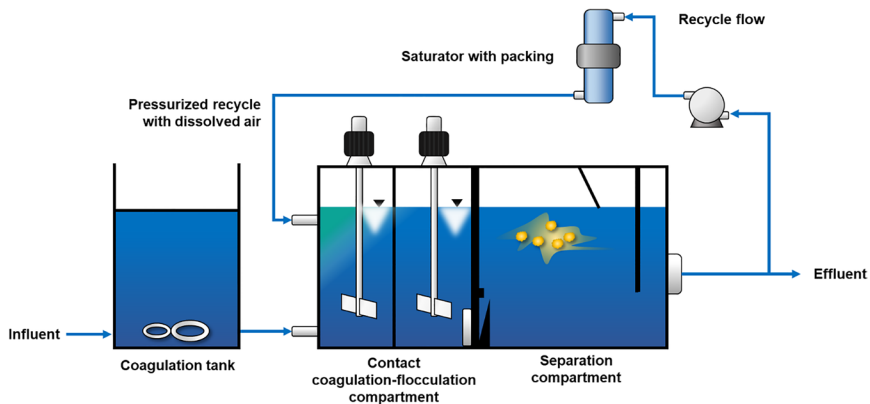 Recycle flow
Saturator with packing
Pressurized recycle
with dissolved air
Influent
Effluent
Coagulation tank
Contact
coagulation-flocculation
compartment
Separation
compartment